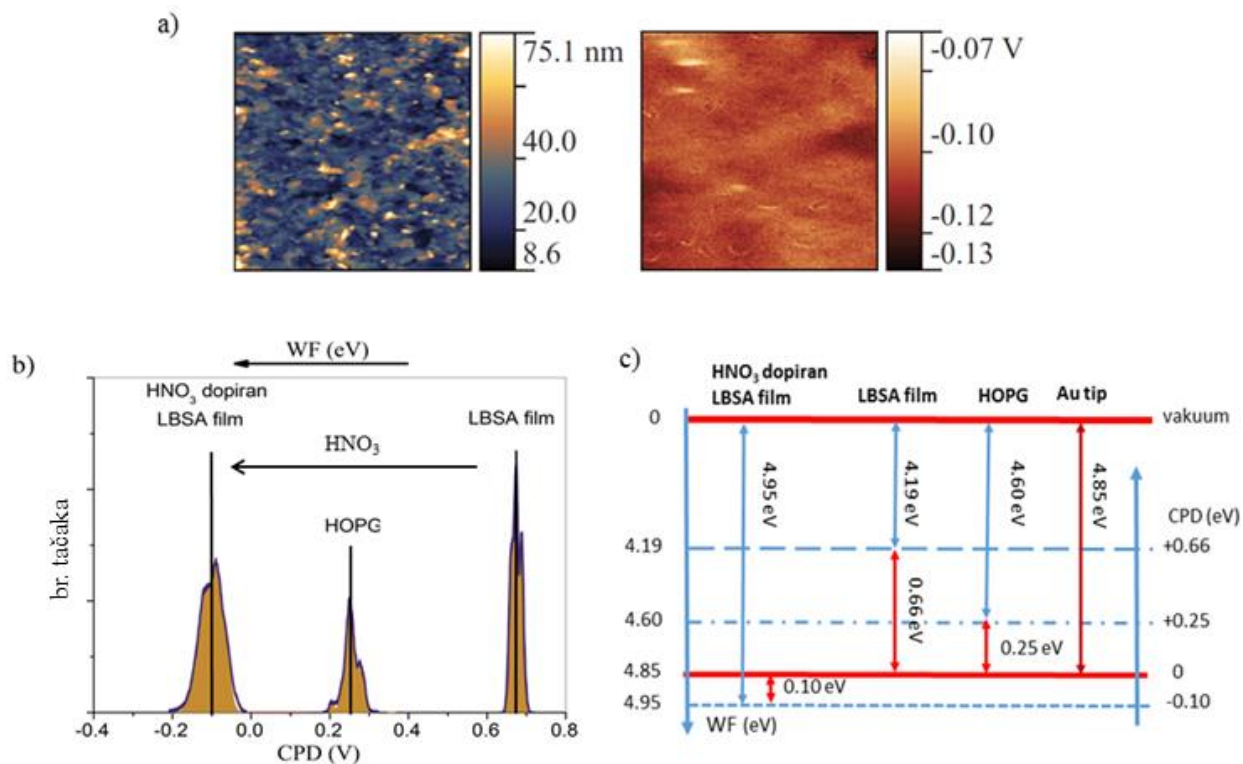 a)
75.1 nm
40.0
20.0
8.6
-0.07 V
-0.10
-0.12
-0.13
b)
WF (eV)
HNO3 dopiran
LBSA film
LBSA film
HNO3
HOPG
br. tačaka
-0.4 -0.2 0.0 0.2 0.4 0.6 0.8
CPD (V)
c)
HNO3 dopiran
LBSA film
LBSA film
HOPG
Au tip
0
vakuum
4.95 eV
4.19 eV
4.60 eV
4.85 eV
CPD (eV)
4.19
+0.66
0.66 eV
4.60
+0.25
0.25 eV
4.85
0
0.10 eV
4.95
-0.10
WF (eV)